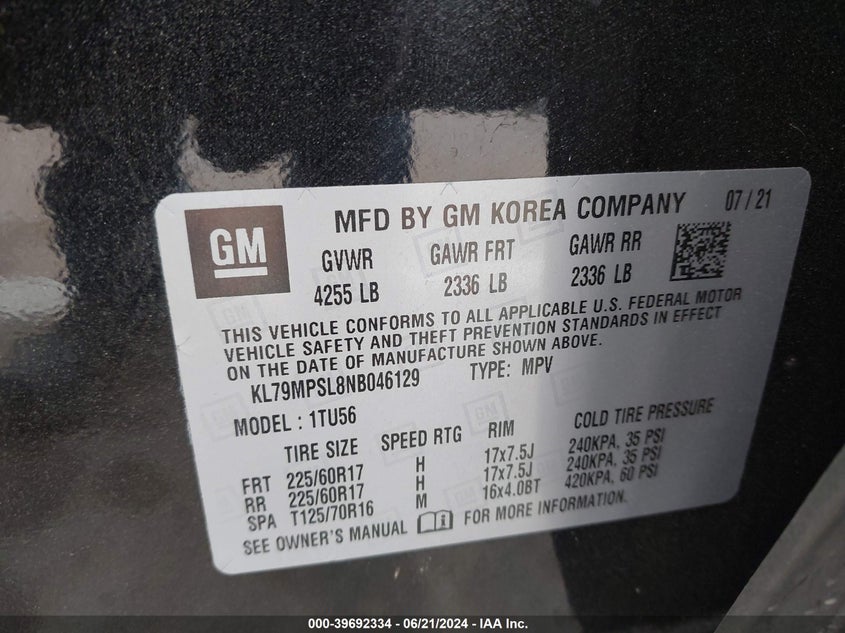 GM
MFD BY GM KOREA COMPANY 07 / 21
GVWR GAWR FRT GAWR RR
4255 LB 2336 LB 2336 LB
THIS VEHICLE CONFORMS TO ALL APPLICABLE U.S. FEDERAL MOTOR
VEHICLE SAFETY AND THEFT PREVENTION STANDARDS IN EFFECT
ON THE DATE OF MANUFACTURE SHOWN ABOVE.
KL79MPSL8NB046129 TYPE: MPV
MODEL : 1TU56
TIRE SIZE SPEED RTG RIM COLD TIRE PRESSURE
FRT 225/60R17 H 17x7.5J 240KPA, 35 PSI
RR 225/60R17 H 17x7.5J 240KPA, 35 PSI
SPA T125/70R16 M 16x4.0BT 420KPA, 60 PSI
SEE OWNER'S MANUAL FOR MORE INFORMATION.
000-39692334 - 06/21/2024 - IAA Inc.